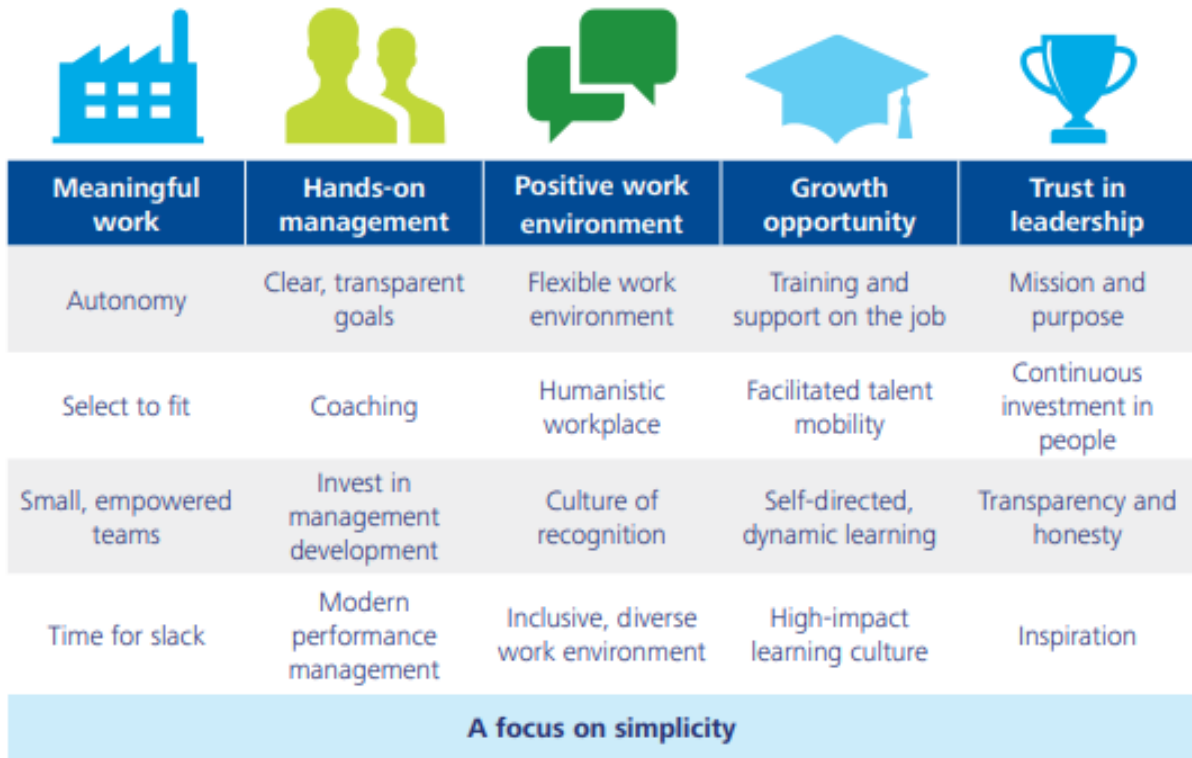 Meaningful
work
Hands-on
management
Positive work
environment
Growth
opportunity
Trust in
leadership
Autonomy
Clear, transparent
goals
Flexible work
environment
Training and
support on the job
Mission and
purpose
Select to fit
Coaching
Humanistic
workplace
Facilitated talent
mobility
Continuous
investment in
people
Small, empowered
teams
Invest in
management
development
Culture of
recognition
Self-directed,
dynamic learning
Transparency and
honesty
Time for slack
Modern
performance
management
Inclusive, diverse
work environment
High-impact
learning culture
Inspiration
A focus on simplicity